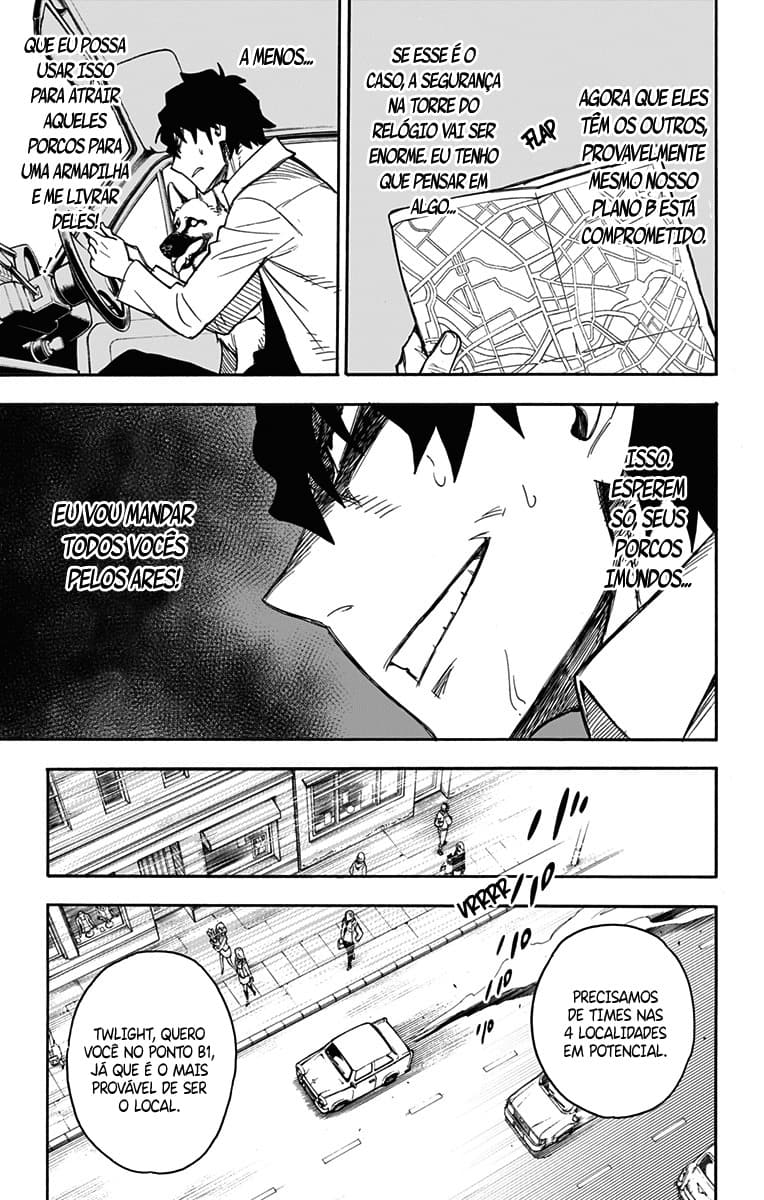 AGORA QUE ELES
TÊM OS OUTROS,
PROVAVELMENTE
MESMO NOSSO
PLANO B ESTÁ
COMPROMETIDO.
FLAP
SE ESSE É O
CASO, A SEGURANÇA
NA TORRE DO
RELÓGIO VAI SER
ENORME. EU TENHO
QUE PENSAR EM
ALGO...
A MENOS...
QUE EU POSSA
USAR ISSO
PARA ATRAIR
AQUELES
PORCOS PARA
UMA ARMADILHA
E ME LIVRAR
DELES!
ISSO.
ESPEREM
SÓ, SEUS
PORCOS
IMUNDOS...
EU VOU MANDAR
TODOS VOCÊS
PELOS ARES!
VRRRR
PRECISAMOS
DE TIMES NAS
4 LOCALIDADES
EM POTENCIAL.
TWLIGHT, QUERO
VOCÊ NO PONTO B1,
JÁ QUE É O MAIS
PROVÁVEL DE SER
O LOCAL.